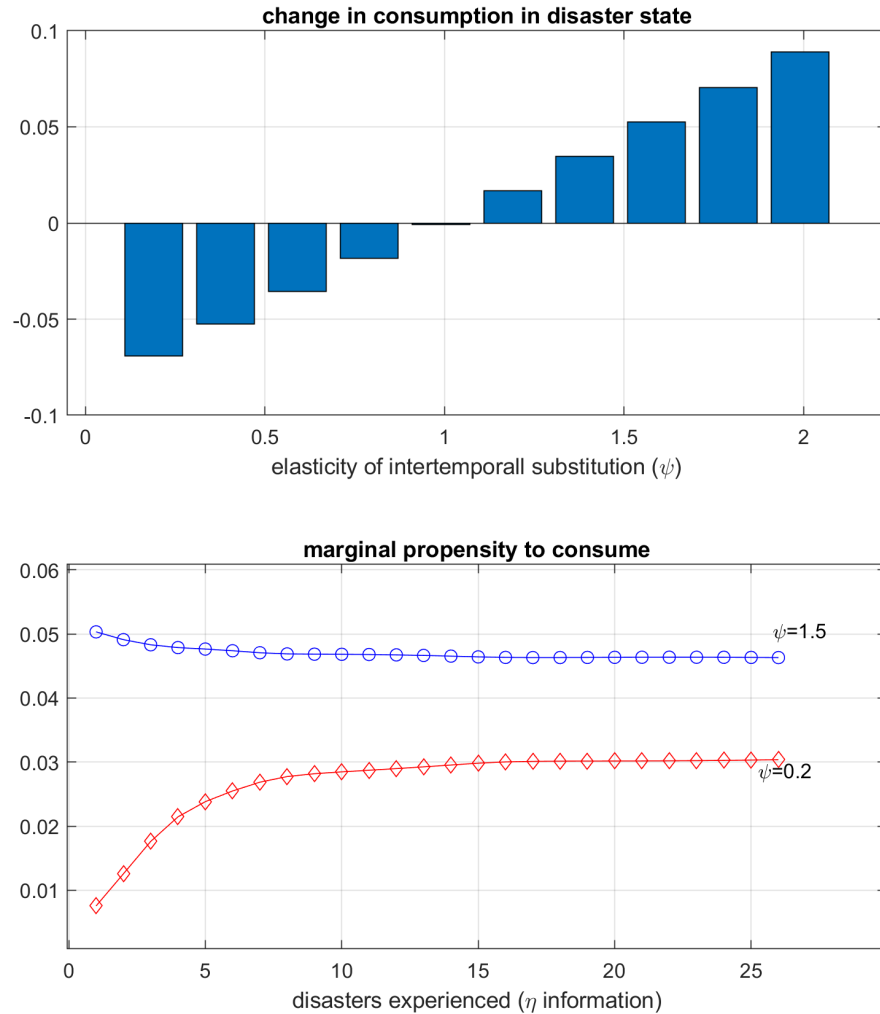 change in consumption in disaster state
0.1
0.05
0
-0.05
-0.1
0 0.5 1 1.5 2
elasticity of intertemporall substitution (ψ)
marginal propensity to consume
0.06
0.05
0.04
0.03
0.02
0.01
ψ=1.5
ψ=0.2
0 5 10 15 20 25
disasters experienced (η information)